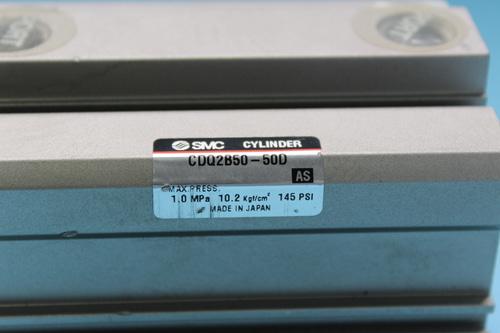 SMC CYLINDER
CDQ2B50-50D
AS
MAX.PRESS.
1.0 MPa 10.2 Kgf/cm² 145 PSI
MADE IN JAPAN